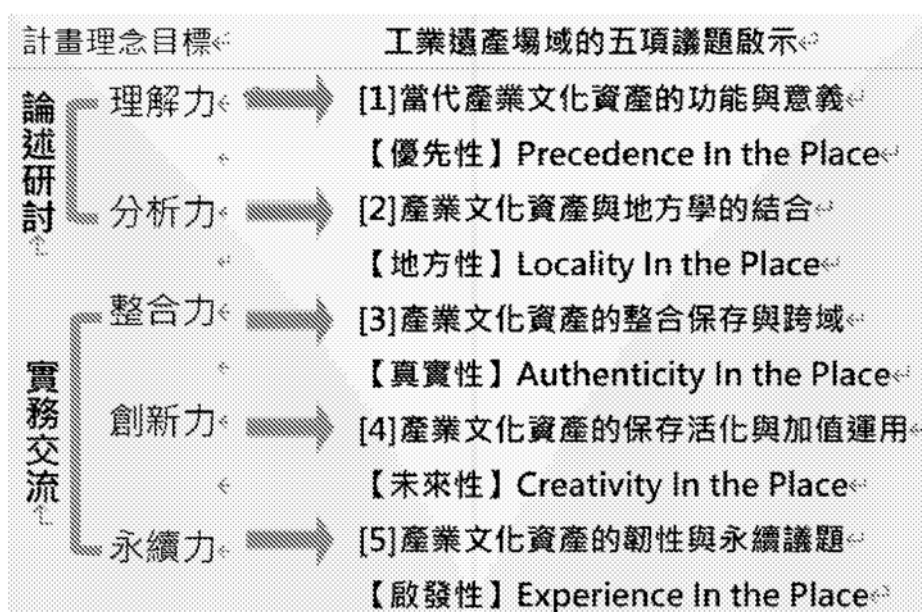 計畫理念目標 工業遺產場域的五項議題啟示
論述研討
理解力 [1]當代產業文化資產的功能與意義
【優先性】Precedence In the Place
分析力 [2]產業文化資產與地方學的結合
【地方性】Locality In the Place
實務交流
整合力 [3]產業文化資產的整合保存與跨域
【真實性】Authenticity In the Place
創新力 [4]產業文化資產的保存活化與加值運用
【未來性】Creativity In the Place
永續力 [5]產業文化資產的韌性與永續議題
【啟發性】Experience In the Place